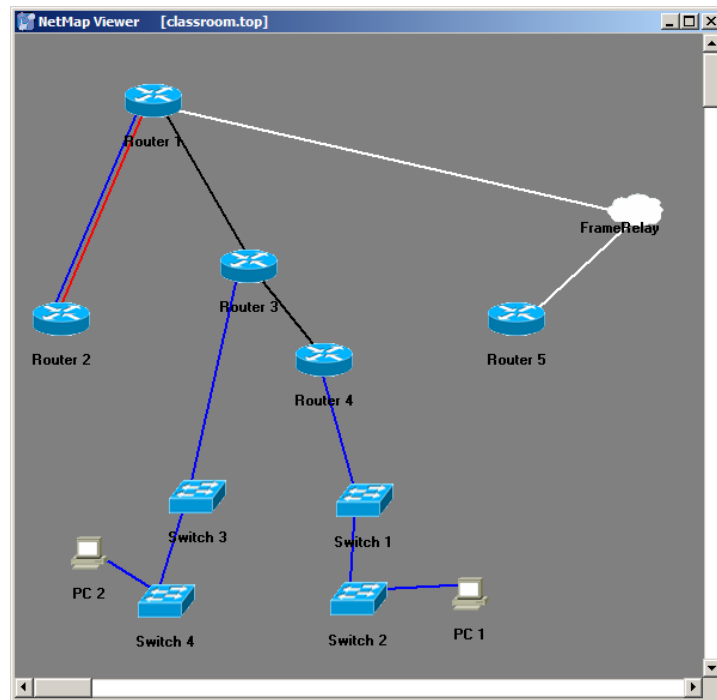 NetMap Viewer [classroom.top]
Router 1
FrameRelay
Router 3
Router 2
Router 5
Router 4
Switch 3
Switch 1
PC 2
Switch 4
Switch 2
PC 1